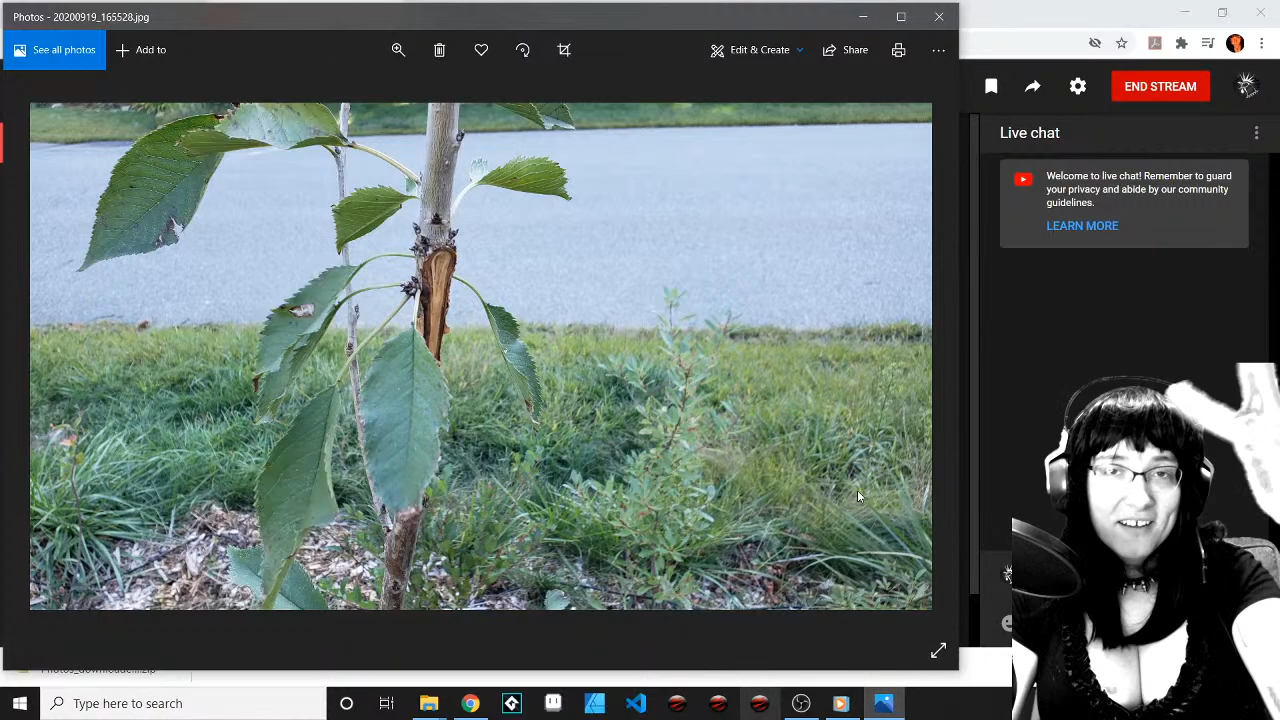 Photos - 20200919_165528.jpg
See all photos
Add to
Edit & Create
Share
END STREAM
Live chat
Welcome to live chat! Remember to guard
your privacy and abide by our community
guidelines.
LEARN MORE
Type here to search